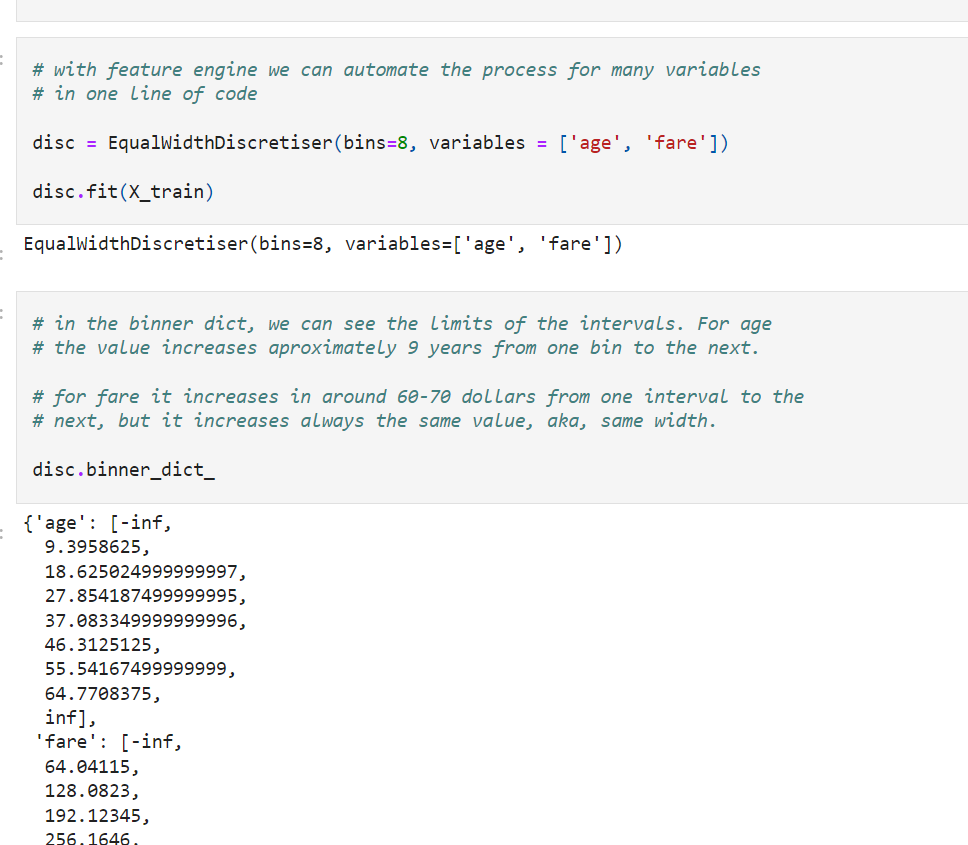 # with feature engine we can automate the process for many variables
# in one line of code
disc = EqualWidthDiscretiser(bins=8, variables = ['age', 'fare'])
disc.fit(X_train)
EqualWidthDiscretiser(bins=8, variables=['age', 'fare'])
# in the binner dict, we can see the limits of the intervals. For age
# the value increases aproximately 9 years from one bin to the next.
# for fare it increases in around 60-70 dollars from one interval to the
# next, but it increases always the same value, aka, same width.
disc.binner_dict_
{'age': [-inf,
9.3958625,
18.625024999999997,
27.854187499999995,
37.083349999999996,
46.3125125,
55.54167499999999,
64.7708375,
inf],
'fare': [-inf,
64.04115,
128.0823,
192.12345,
256.1646,